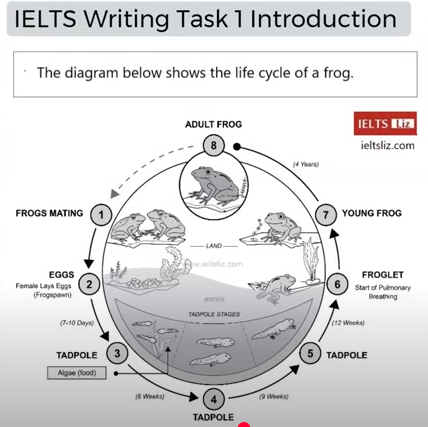 IELTS Writing Task 1 Introduction
The diagram below shows the life cycle of a frog.
IELTS Liz
ieltsliz.com
ADULT FROG
8
(4 Years)
FROGS MATING
1
7
YOUNG FROG
LAND
www.ieltsliz.com
EGGS
Female Lays Eggs
(Frogspawn)
2
6
FROGLET
Start of Pulmonary
Breathing
WATER
TADPOLE STAGES
(7-10 Days)
(12 Weeks)
TADPOLE
3
5
TADPOLE
Algae (food)
(6 Weeks)
4
(9 Weeks)
TADPOLE